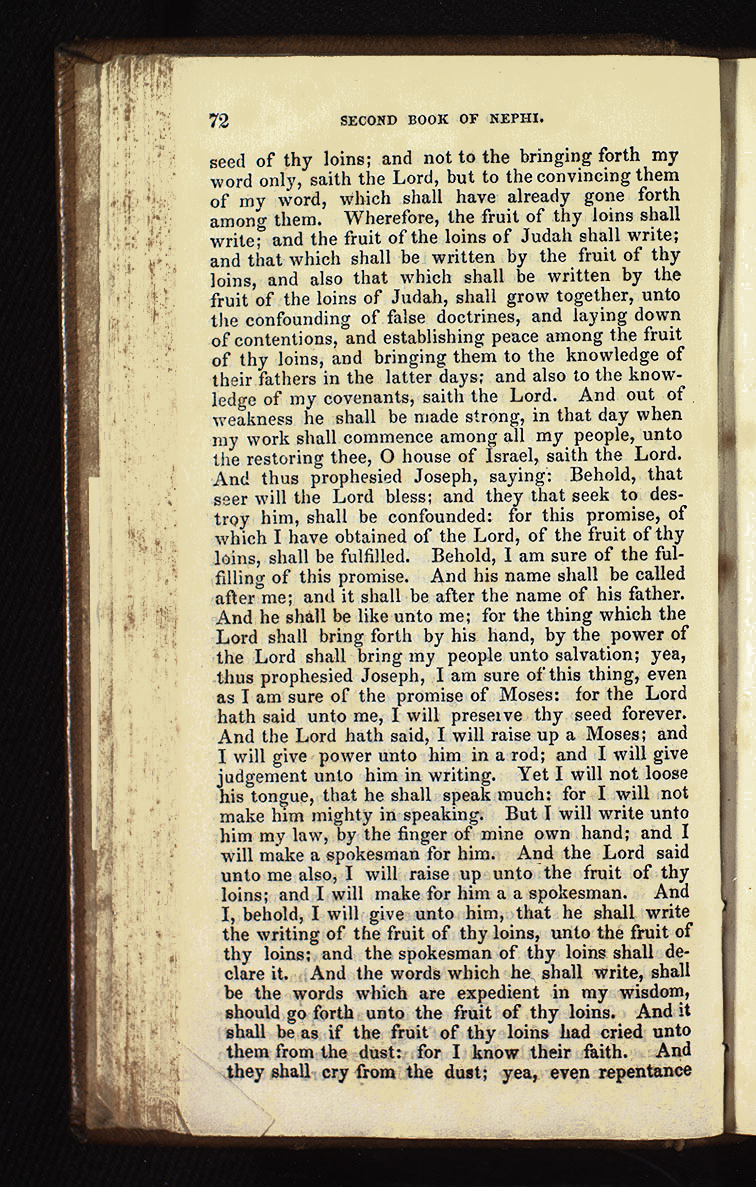 72 SECOND BOOK OF NEPHI.
seed of thy loins; and not to the bringing forth my
word only, saith the Lord, but to the convincing them
of my word, which shall have already gone forth
among them. Wherefore, the fruit of thy loins shall
write; and the fruit of the loins of Judah shall write;
and that which shall be written by the fruit of thy
loins, and also that which shall be written by the
fruit of the loins of Judah, shall grow together, unto
the confounding of false doctrines, and laying down
of contentions, and establishing peace among the fruit
of thy loins, and bringing them to the knowledge of
their fathers in the latter days; and also to the know-
ledge of my covenants, saith the Lord. And out of
weakness he shall be made strong, in that day when
my work shall commence among all my people, unto
the restoring thee, O house of Israel, saith the Lord.
And thus prophesied Joseph, saying: Behold, that
seer will the Lord bless; and they that seek to des-
troy him, shall be confounded: for this promise, of
which I have obtained of the Lord, of the fruit of thy
loins, shall be fulfilled. Behold, I am sure of the ful-
filling of this promise. And his name shall be called
after me; and it shall be after the name of his father.
And he shall be like unto me; for the thing which the
Lord shall bring forth by his hand, by the power of
the Lord shall bring my people unto salvation; yea,
thus prophesied Joseph, I am sure of this thing, even
as I am sure of the promise of Moses: for the Lord
hath said unto me, I will preserve thy seed forever.
And the Lord hath said, I will raise up a Moses; and
I will give power unto him in a rod; and I will give
judgement unto him in writing. Yet I will not loose
his tongue, that he shall speak much: for I will not
make him mighty in speaking. But I will write unto
him my law, by the finger of mine own hand; and I
will make a spokesman for him. And the Lord said
unto me also, I will raise up unto the fruit of thy
loins; and I will make for him a a spokesman. And
I, behold, I will give unto him, that he shall write
the writing of the fruit of thy loins, unto the fruit of
thy loins; and the spokesman of thy loins shall de-
clare it. And the words which he shall write, shall
be the words which are expedient in my wisdom,
should go forth unto the fruit of thy loins. And it
shall be as if the fruit of thy loins had cried unto
them from the dust: for I know their faith. And
they shall cry from the dust; yea, even repentance